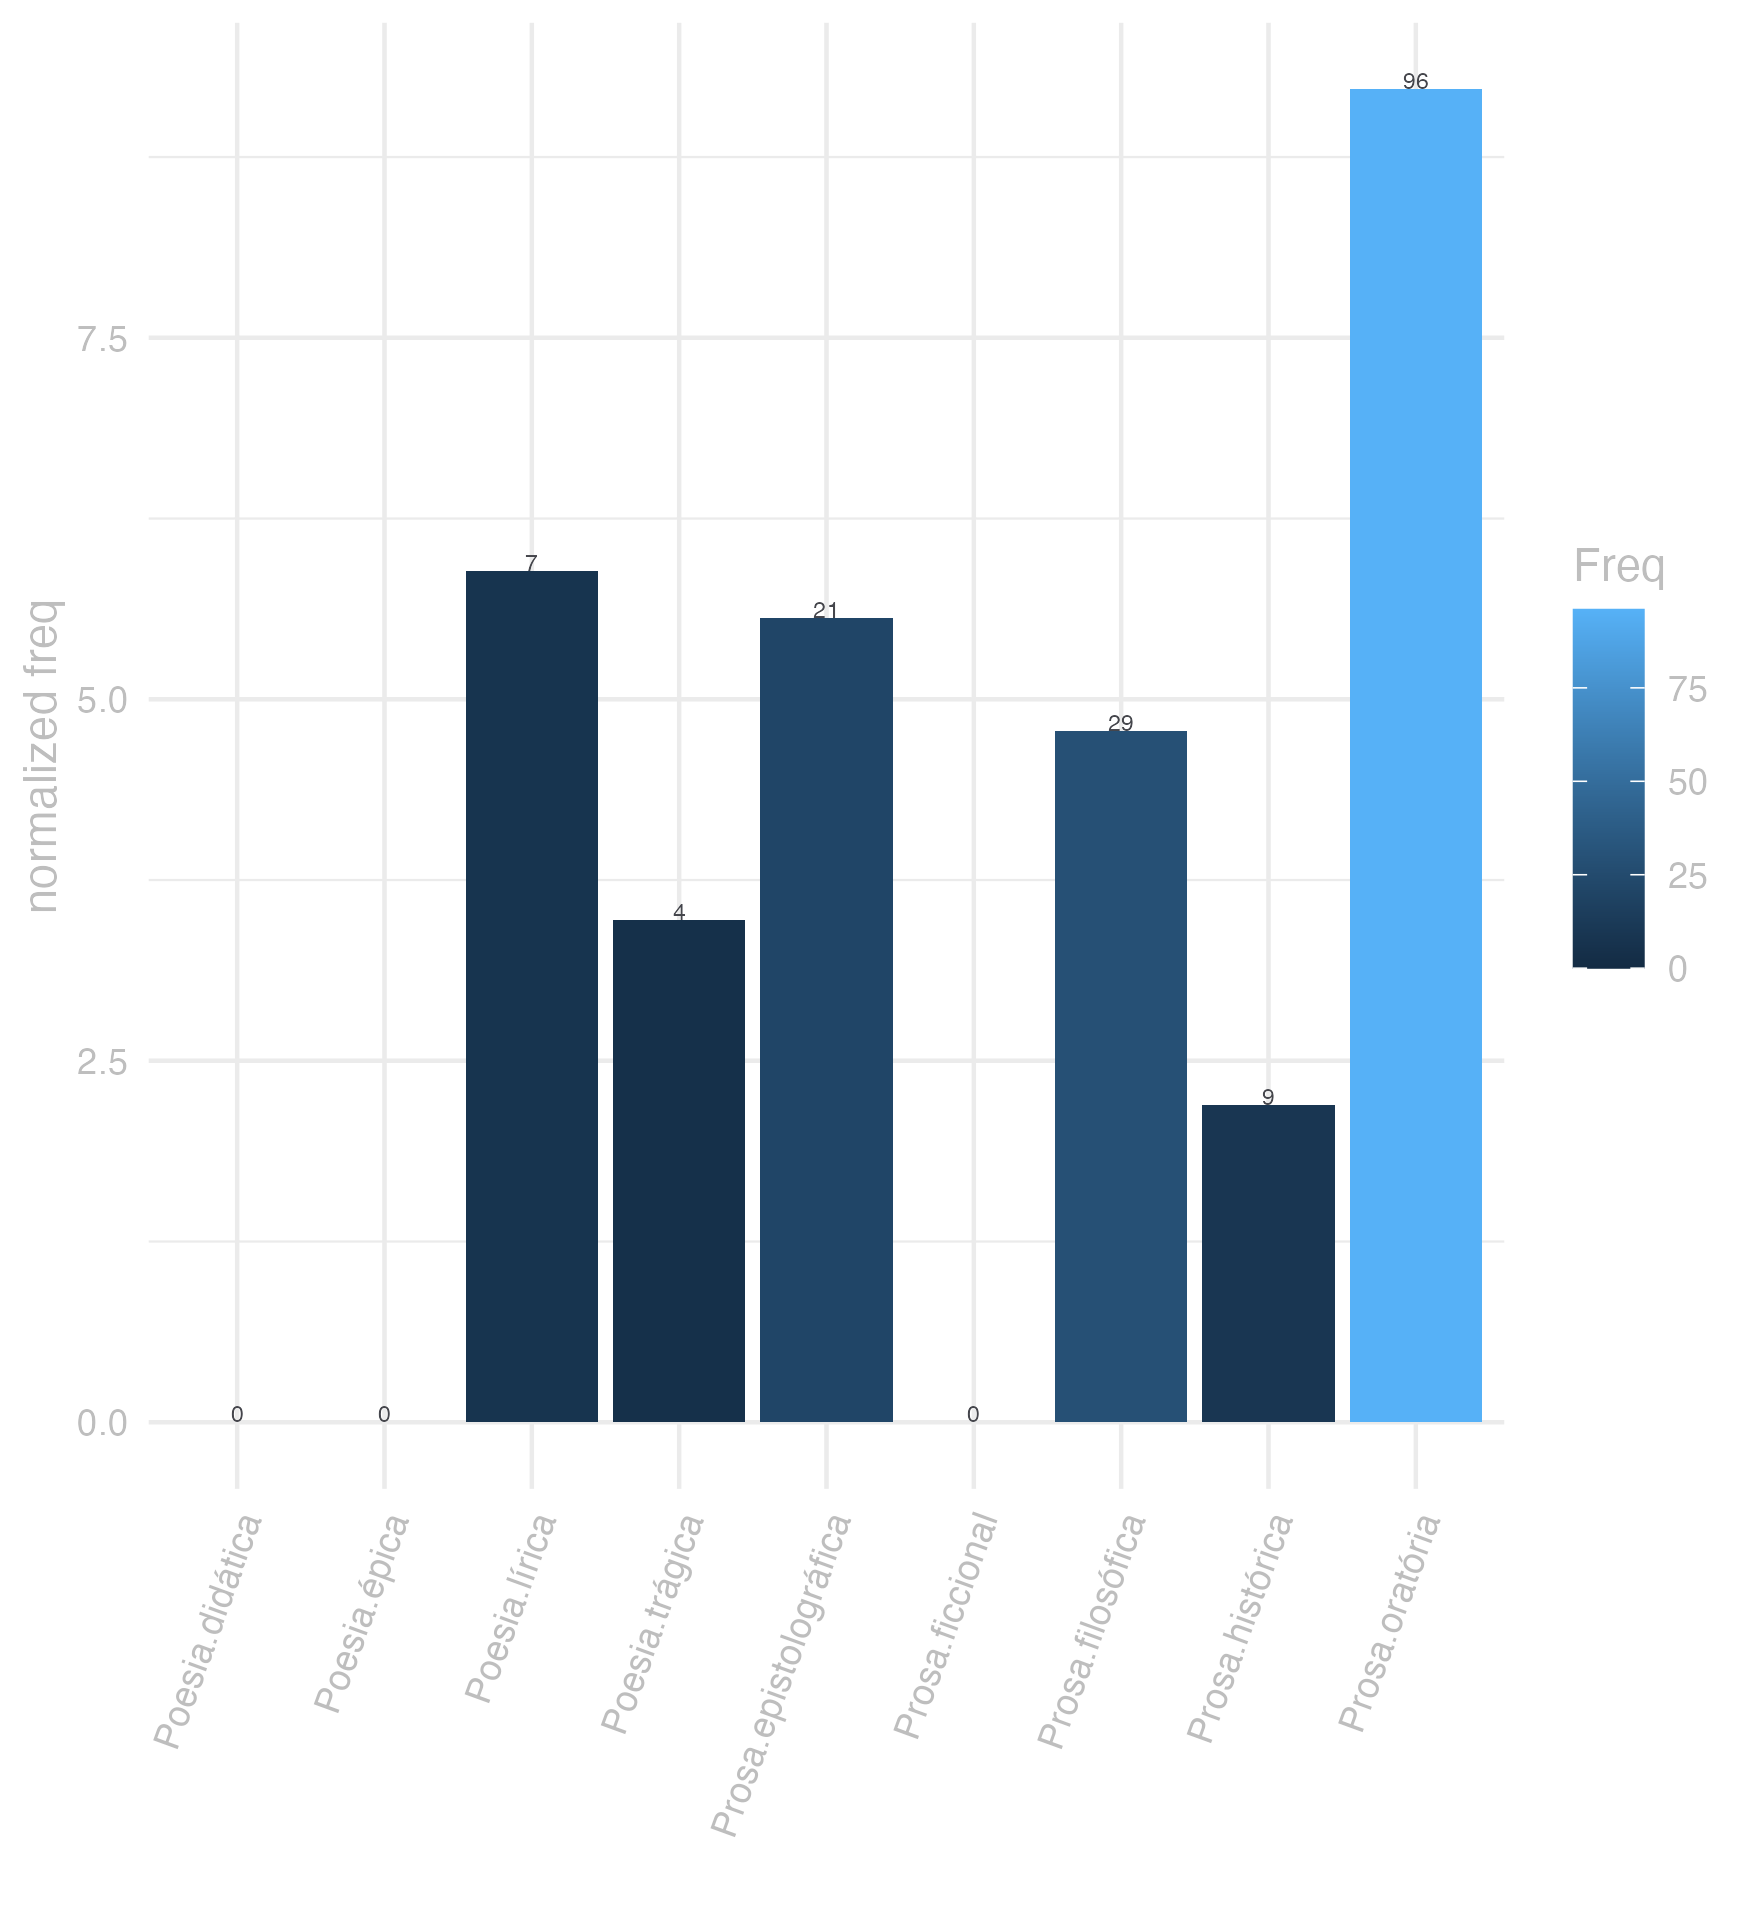 normalized freq
7.5
5.0
2.5
0.0
0
0
7
4
21
0
29
9
96
Poesia.didática
Poesia.épica
Poesia.lírica
Poesia.trágica
Prosa.epistolográfica
Prosa.ficcional
Prosa.filosófica
Prosa.histórica
Prosa.oratória
Freq
75
50
25
0